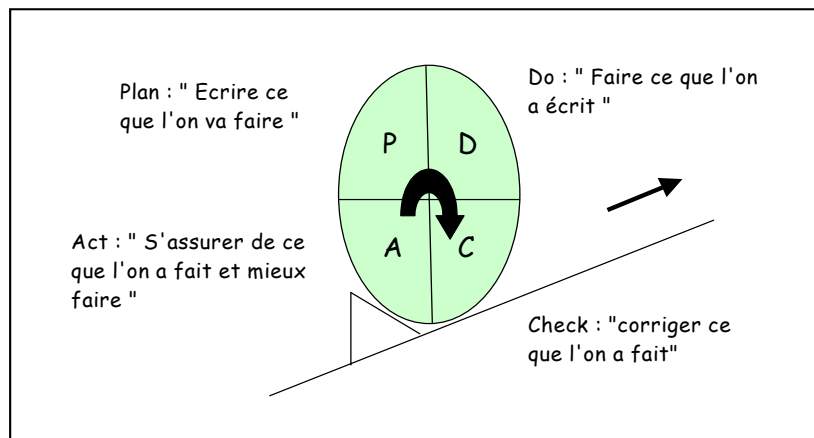 Plan : " Ecrire ce
que l'on va faire "
Do : " Faire ce que l'on
a écrit "
P
D
A
C
Act : " S'assurer de ce
que l'on a fait et mieux
faire "
Check : "corriger ce
que l'on a fait"